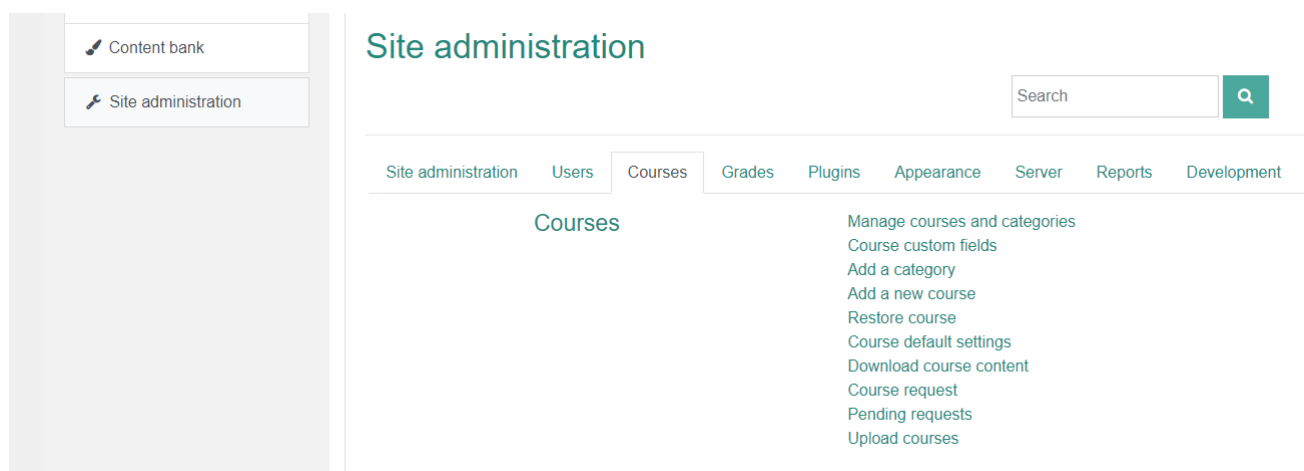 Content bank
Site administration
Site administration
Search
Site administration Users Courses Grades Plugins Appearance Server Reports Development
Courses
Manage courses and categories
Course custom fields
Add a category
Add a new course
Restore course
Course default settings
Download course content
Course request
Pending requests
Upload courses